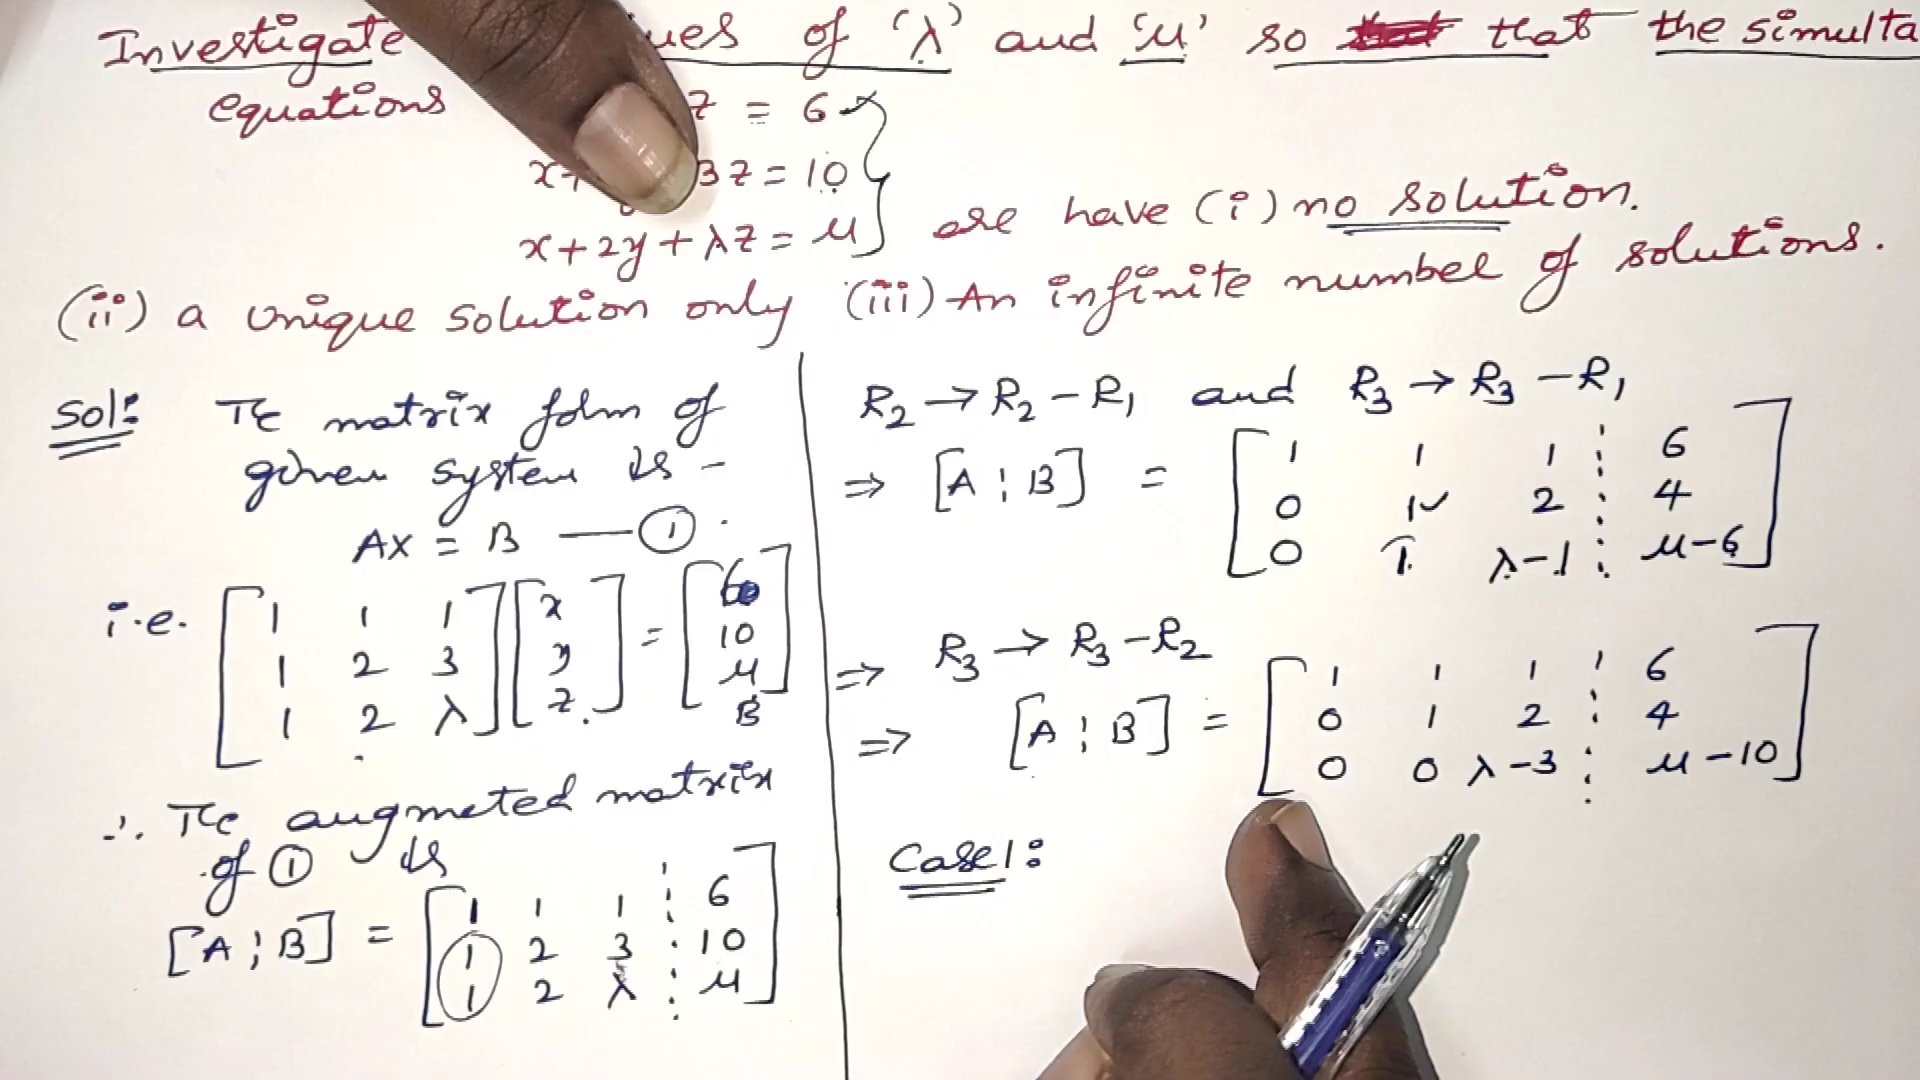 Investigate ues of 'λ' and 'μ' so that the simulta
equations z = 6
x+ 3z = 10
x + 2y + λz = μ are have (i) no solution.
(ii) a unique solution only (iii) An infinite number of solutions.
Sol: The matrix form of
given system is -
AX = B — ①
i.e. [1 1 1] [x] = [6]
[1 2 3] [y] [10]
[1 2 λ] [z] [μ]
B
∴ The augmeted matrix
of ① is
[A ¦ B] = [1 1 1 ¦ 6]
[1 2 3 ¦ 10]
[1 2 λ ¦ μ]
R₂ → R₂ - R₁ and R₃ → R₃ - R₁
⇒ [A ¦ B] = [1 1 1 ¦ 6]
[0 1 2 ¦ 4]
[0 1 λ-1 ¦ μ-6]
⇒ R₃ → R₃ - R₂
⇒ [A ¦ B] = [1 1 1 ¦ 6]
[0 1 2 ¦ 4]
[0 0 λ-3 ¦ μ-10]
Case1: